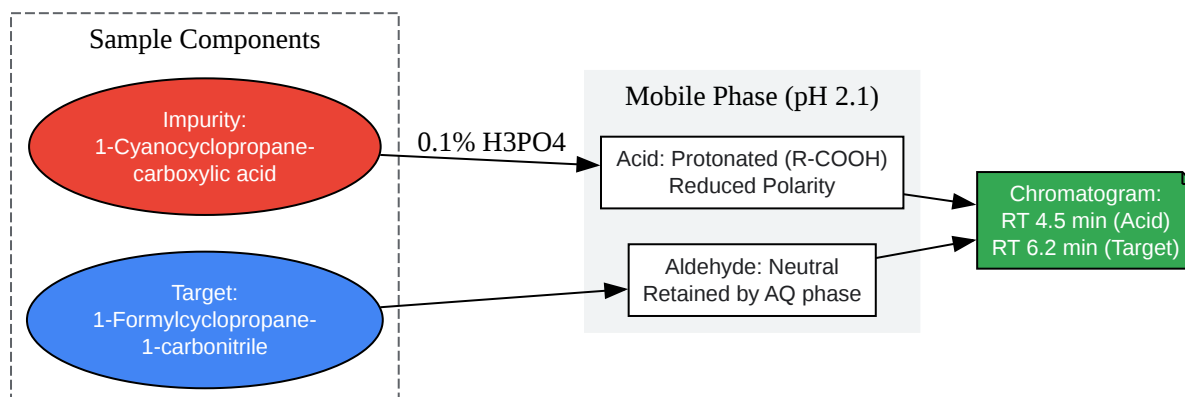 Sample Components
Impurity:
1-Cyanocyclopropane-
carboxylic acid
Target:
1-Formylcyclopropane-
1-carbonitrile
0.1% H3PO4
Mobile Phase (pH 2.1)
Acid: Protonated (R-COOH)
Reduced Polarity
Aldehyde: Neutral
Retained by AQ phase
Chromatogram:
RT 4.5 min (Acid)
RT 6.2 min (Target)